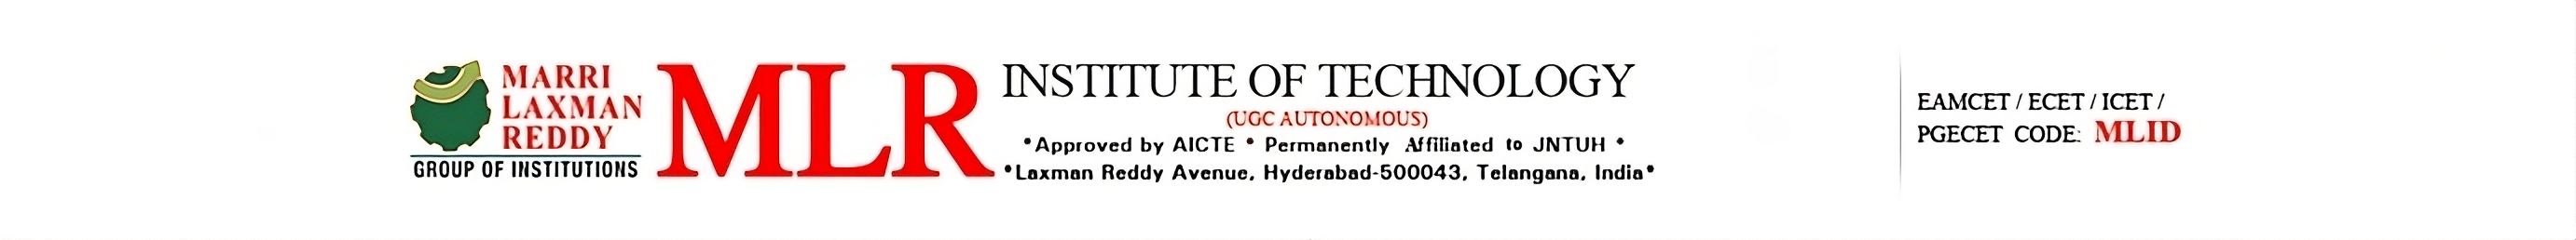 MARRI
LAXMAN
REDDY
GROUP OF INSTITUTIONS
MLR INSTITUTE OF TECHNOLOGY
(UGC AUTONOMOUS)
*Approved by AICTE * Permanently Affiliated to JNTUH *
*Laxman Reddy Avenue, Hyderabad-500043, Telangana, India*
EAMCET / ECET / ICET /
PGECET CODE: MLID